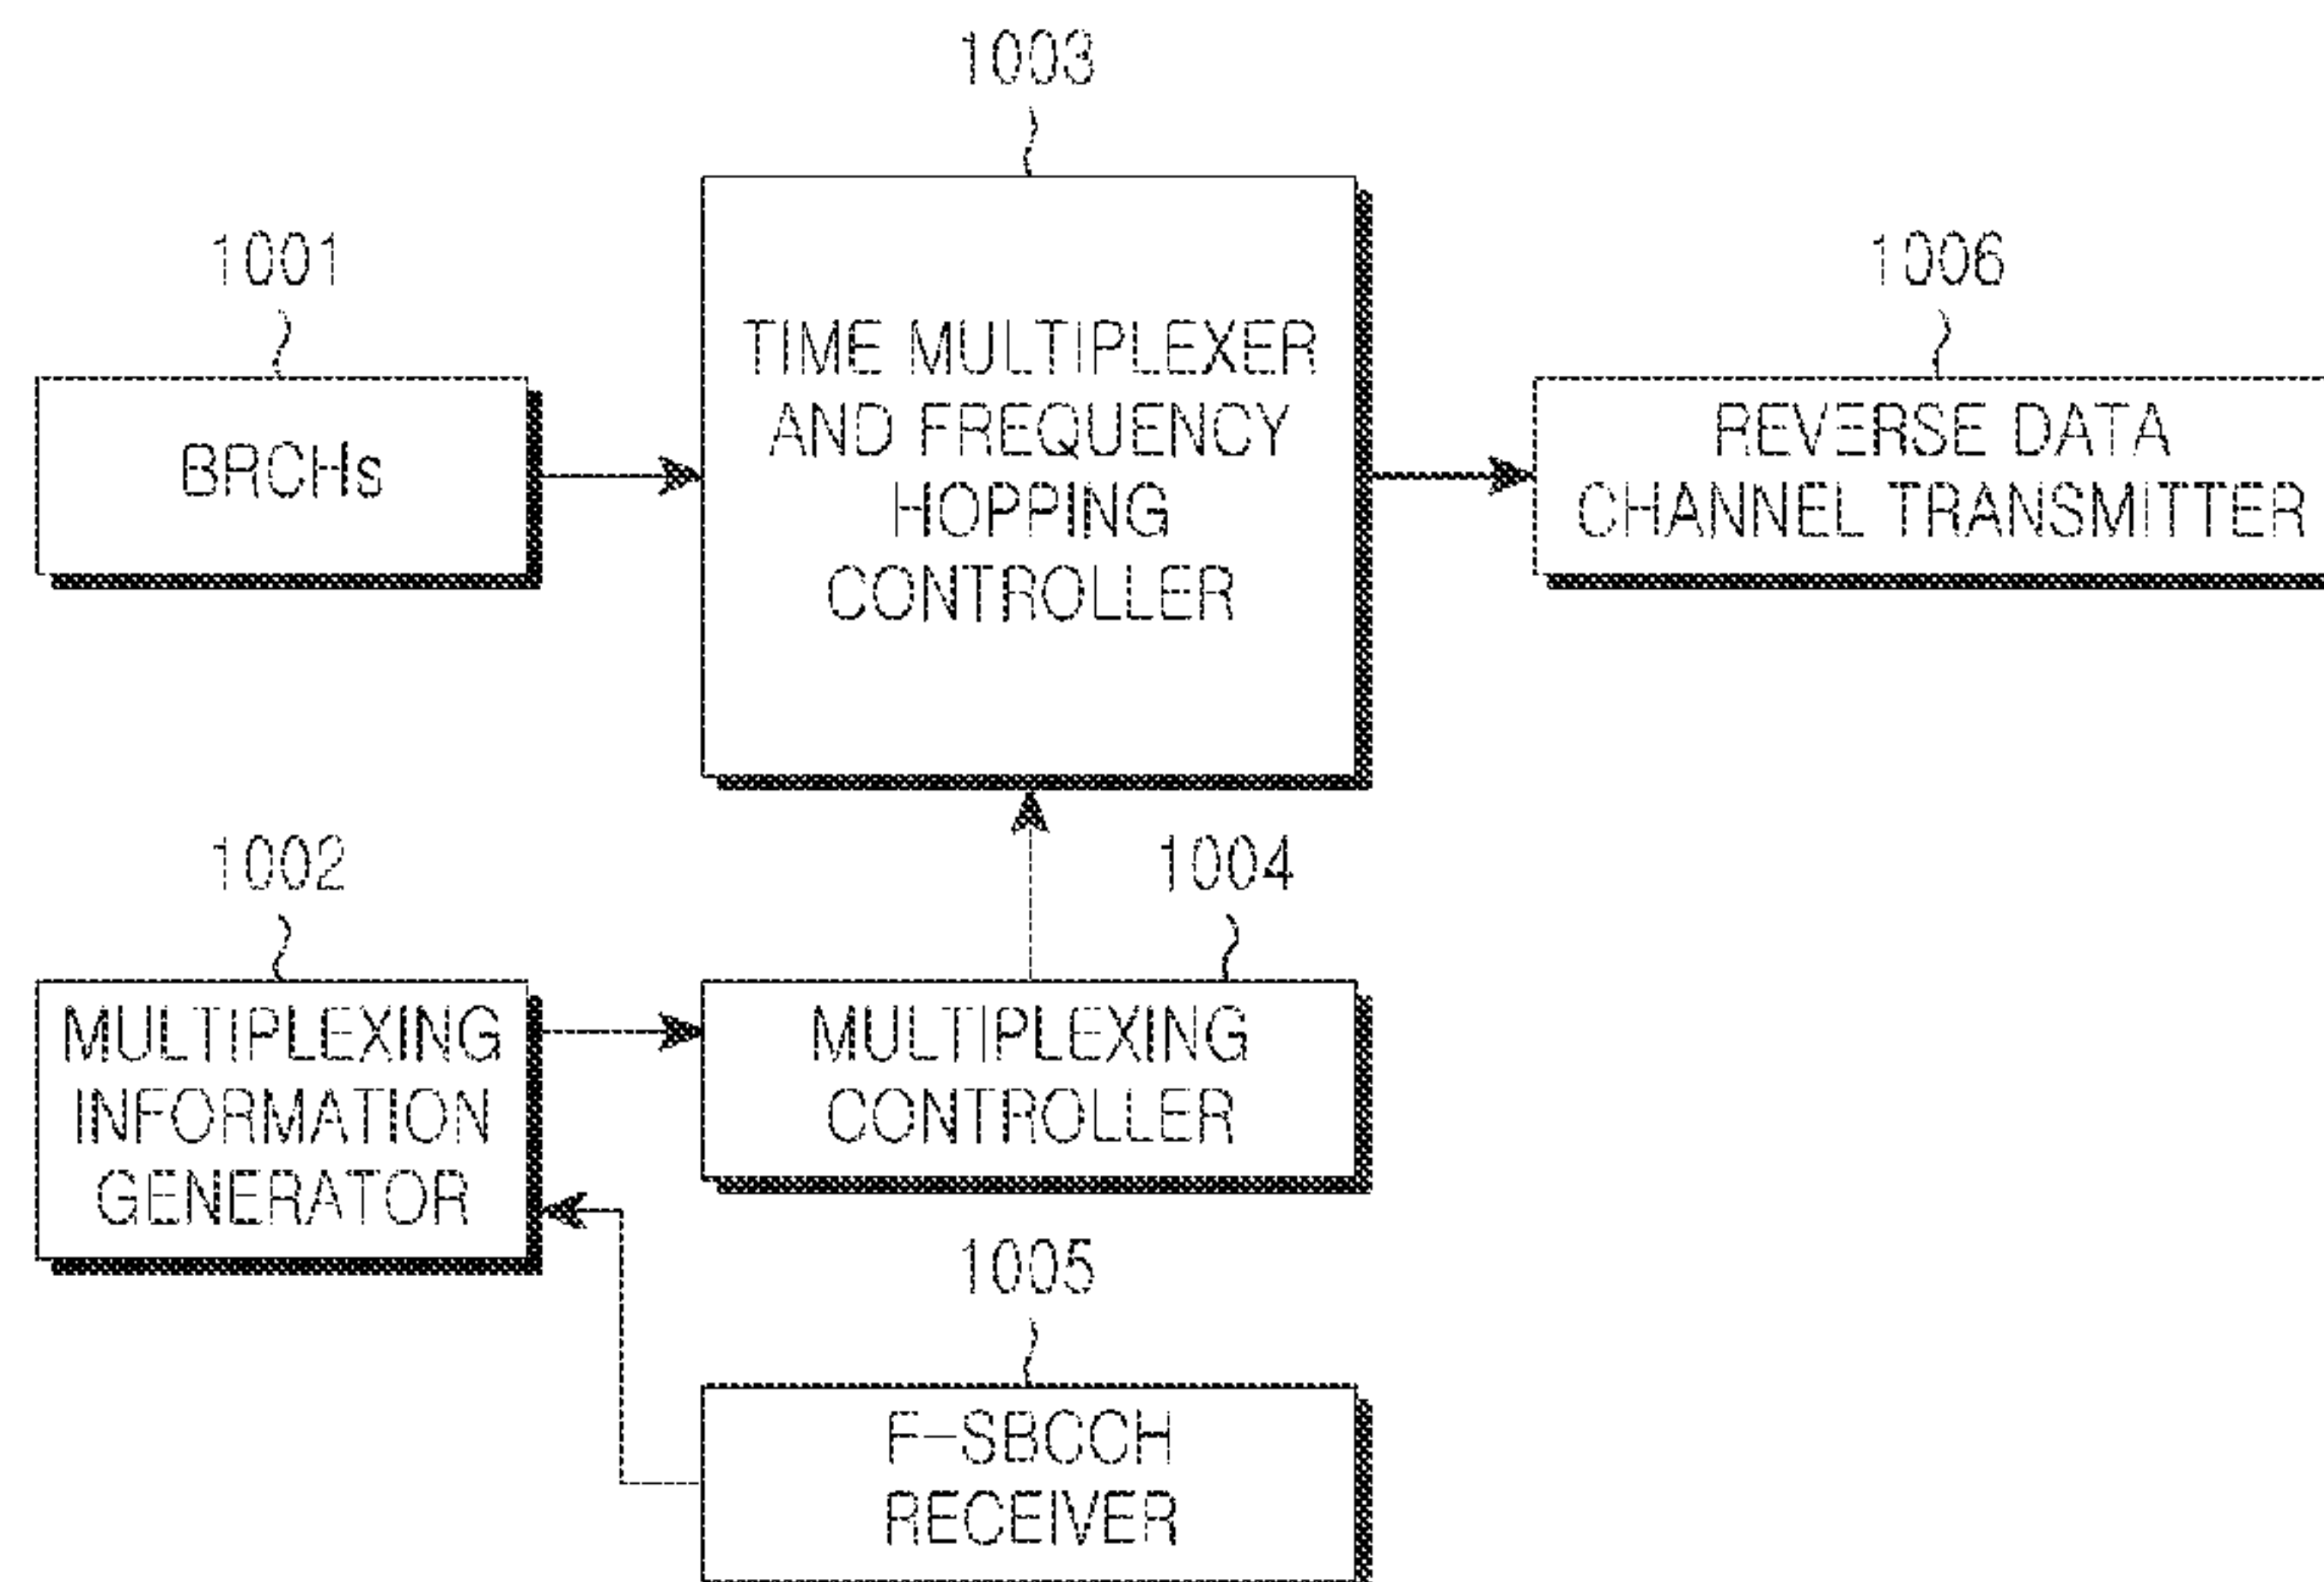 1003
1001
1006
BRCHs
TIME MULTIPLEXER
AND FREQUENCY
HOPPING
CONTROLLER
REVERSE DATA
CHANNEL TRANSMITTER
1002
1004
MULTIPLEXING
INFORMATION
GENERATOR
MULTIPLEXING
CONTROLLER
1005
F-SBCCH
RECEIVER